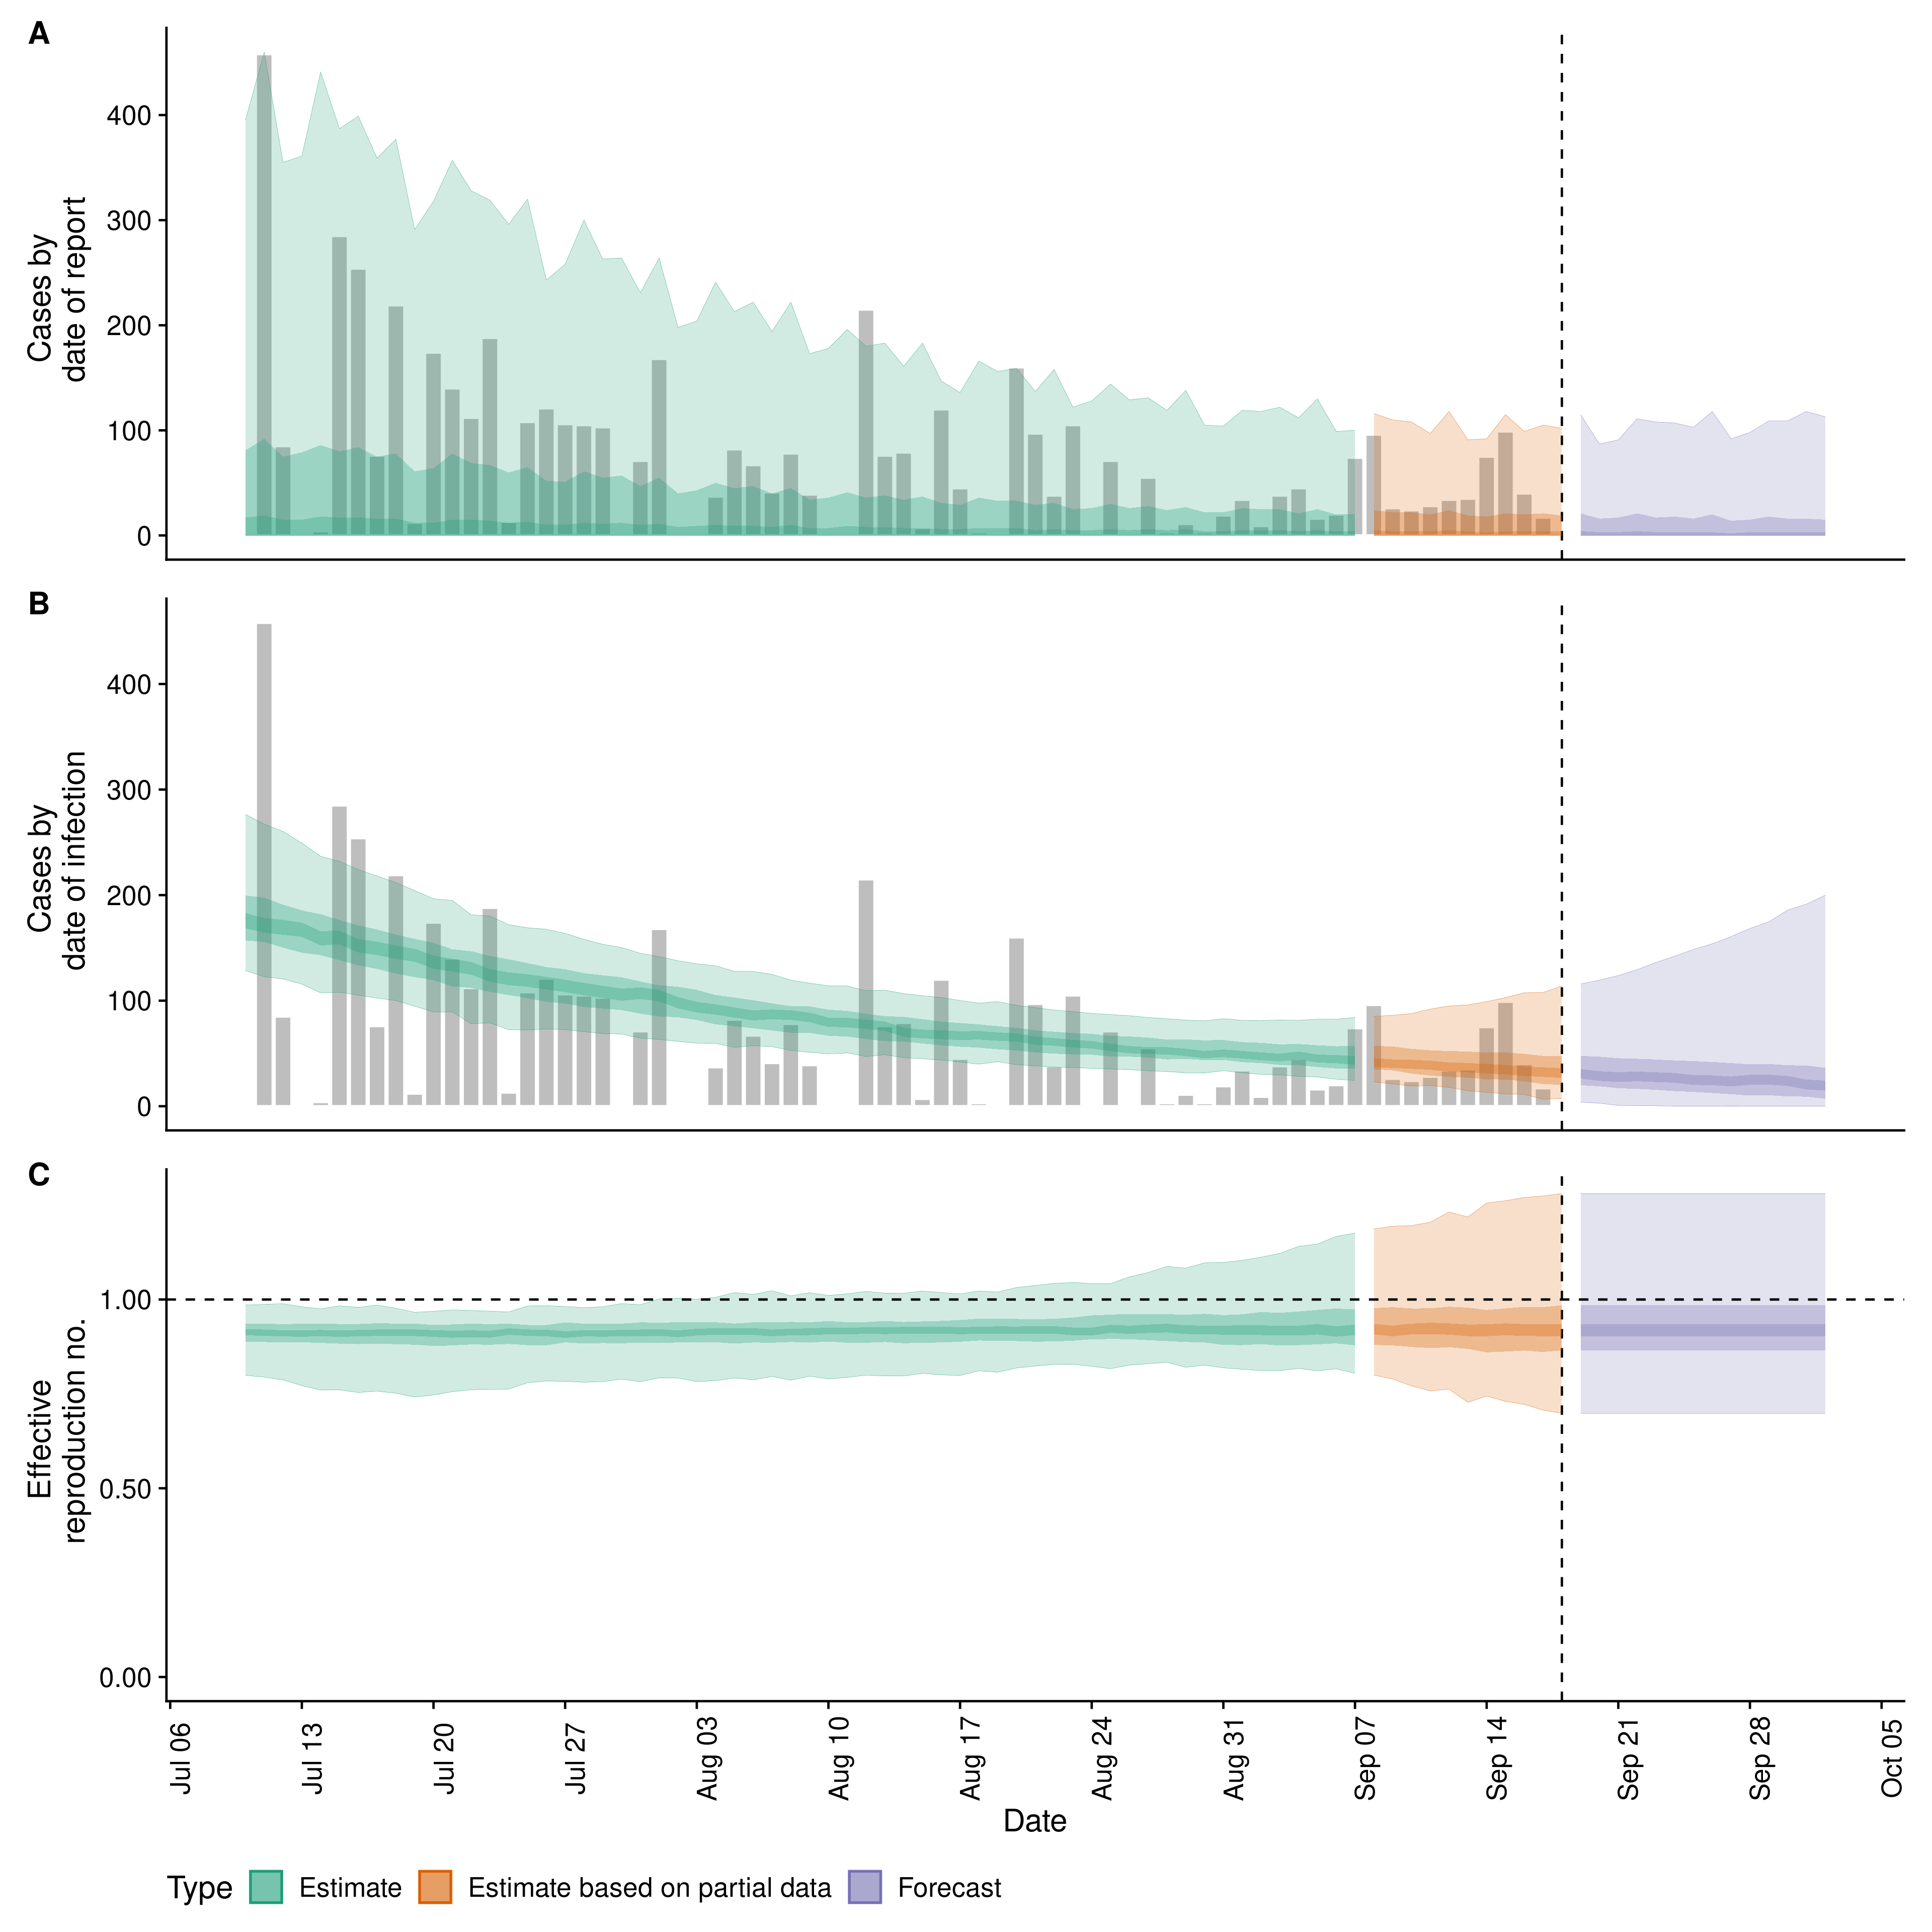 A
Cases by
date of report
400
300
200
100
0
B
Cases by
date of infection
400
300
200
100
0
C
Effective
reproduction no.
1.00
0.50
0.00
Jul 06
Jul 13
Jul 20
Jul 27
Aug 03
Aug 10
Aug 17
Aug 24
Aug 31
Sep 07
Sep 14
Sep 21
Sep 28
Oct 05
Date
Type Estimate Estimate based on partial data Forecast